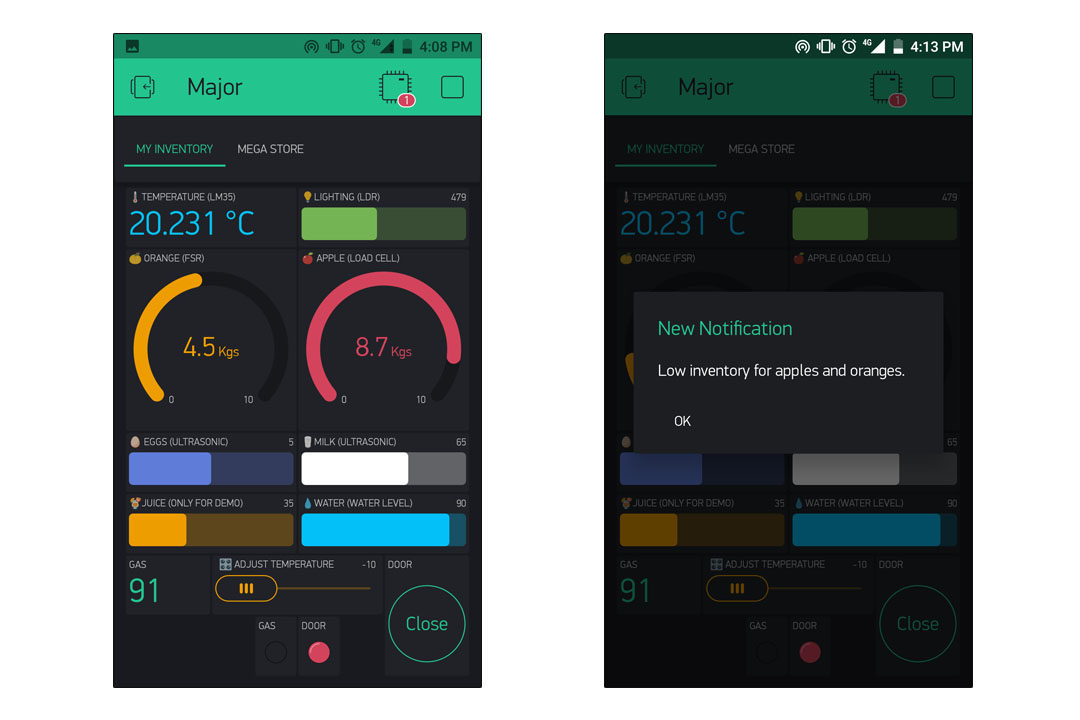 4G 4:08 PM
Major
1
MY INVENTORY MEGA STORE
TEMPERATURE (LM35) LIGHTING (LDR) 479
20.231 °C
ORANGE (FSR) APPLE (LOAD CELL)
4.5 Kgs 8.7 Kgs
0 10 0 10
EGGS (ULTRASONIC) 5 MILK (ULTRASONIC) 65
JUICE (ONLY FOR DEMO) 35 WATER (WATER LEVEL) 90
GAS ADJUST TEMPERATURE -10 DOOR
91
Close
GAS DOOR
4G 4:13 PM
Major
1
MY INVENTORY MEGA STORE
TEMPERATURE (LM35) LIGHTING (LDR) 479
20.231 °C
ORANGE (FSR) APPLE (LOAD CELL)
New Notification
Low inventory for apples and oranges.
OK
65
JUICE (ONLY FOR DEMO) 35 WATER (WATER LEVEL) 90
GAS ADJUST TEMPERATURE -10 DOOR
91
Close
GAS DOOR